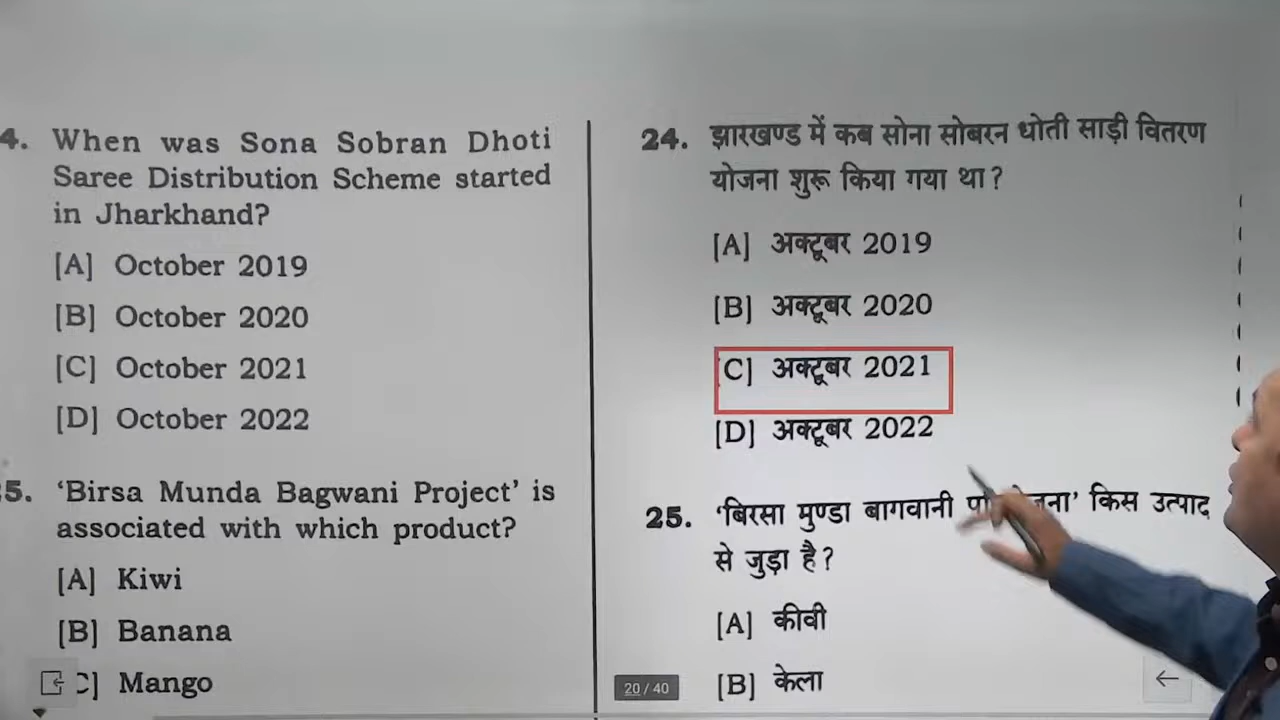 4. When was Sona Sobran Dhoti
Saree Distribution Scheme started
in Jharkhand?
[A] October 2019
[B] October 2020
[C] October 2021
[D] October 2022
5. ‘Birsa Munda Bagwani Project’ is
associated with which product?
[A] Kiwi
[B] Banana
C] Mango
24. झारखण्ड में कब सोना सोबरन धोती साड़ी वितरण
योजना शुरू किया गया था?
[A] अक्टूबर 2019
[B] अक्टूबर 2020
C] अक्टूबर 2021
[D] अक्टूबर 2022
25. ‘बिरसा मुण्डा बागवानी किस उत्पाद
से जुड़ा है?
[A] कीवी
[B] केला
20 / 40